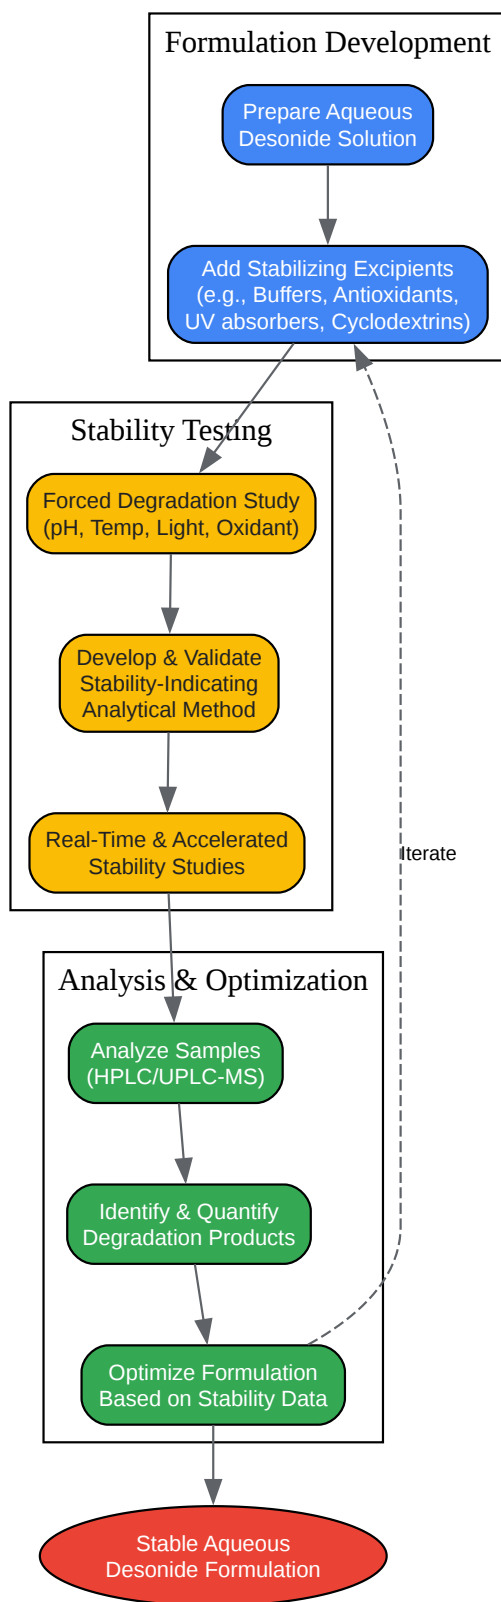 Formulation Development
Prepare Aqueous
Desonide Solution
Add Stabilizing Excipients
(e.g., Buffers, Antioxidants,
UV absorbers, Cyclodextrins)
Stability Testing
Forced Degradation Study
(pH, Temp, Light, Oxidant)
Develop & Validate
Stability-Indicating
Analytical Method
Real-Time & Accelerated
Stability Studies
Iterate
Analysis & Optimization
Analyze Samples
(HPLC/UPLC-MS)
Identify & Quantify
Degradation Products
Optimize Formulation
Based on Stability Data
Stable Aqueous
Desonide Formulation